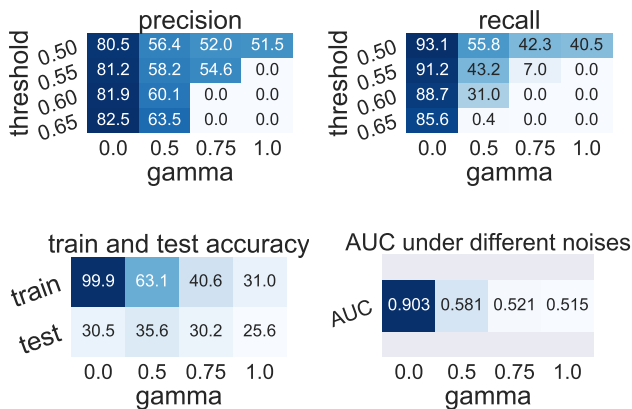 precision
threshold
0.50 80.5 56.4 52.0 51.5
0.55 81.2 58.2 54.6 0.0
0.60 81.9 60.1 0.0 0.0
0.65 82.5 63.5 0.0 0.0
0.0 0.5 0.75 1.0
gamma
recall
threshold
0.50 93.1 55.8 42.3 40.5
0.55 91.2 43.2 7.0 0.0
0.60 88.7 31.0 0.0 0.0
0.65 85.6 0.4 0.0 0.0
0.0 0.5 0.75 1.0
gamma
train and test accuracy
train 99.9 63.1 40.6 31.0
test 30.5 35.6 30.2 25.6
0.0 0.5 0.75 1.0
gamma
AUC under different noises
AUC 0.903 0.581 0.521 0.515
0.0 0.5 0.75 1.0
gamma